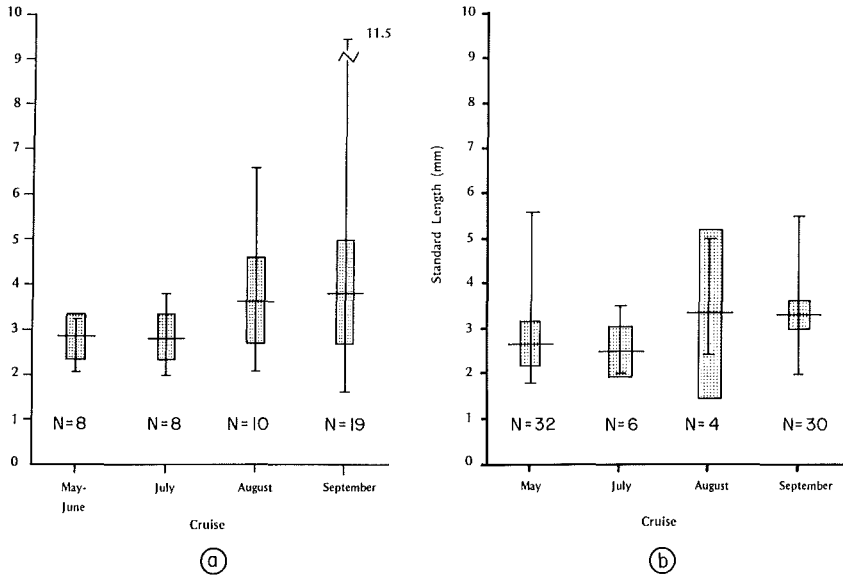 10
9
8
7
6
5
4
3
2
1
0
11.5
N=8
N=8
N=10
N=19
May-
June
July
August
September
Cruise
a
Standard Length (mm)
10
9
8
7
6
5
4
3
2
1
0
N=32
N=6
N=4
N=30
May
July
August
September
Cruise
b